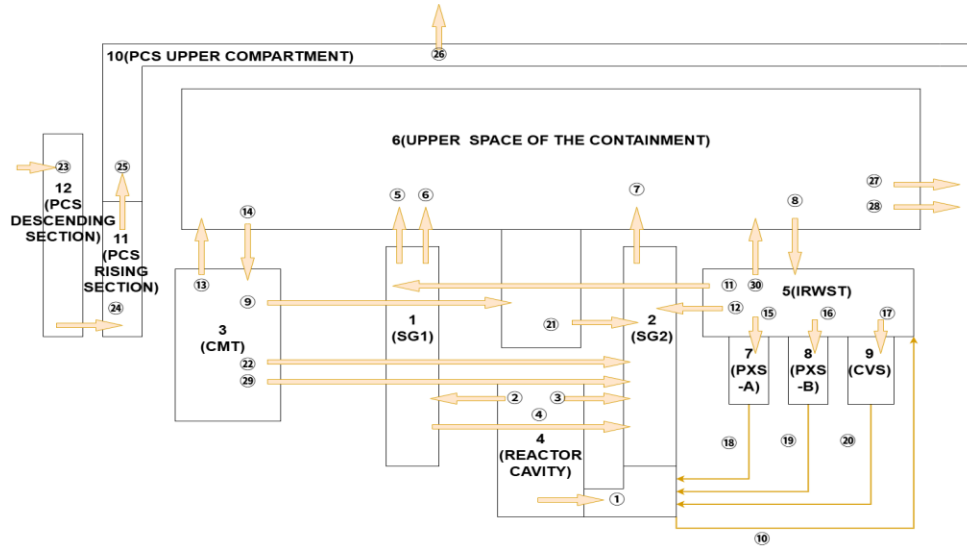 ㉖
10(PCS UPPER COMPARTMENT)
6(UPPER SPACE OF THE CONTAINMENT)
㉓
㉕
12
(PCS
DESCENDING
SECTION)
11
(PCS
RISING
SECTION)
㉔
⑤
⑥
⑦
⑧
㉗
㉘
⑭
⑬
⑨
3
(CMT)
㉒
㉙
1
(SG1)
②
③
④
4
(REACTOR
CAVITY)
①
㉑
2
(SG2)
⑪
㉚
⑫
5(IRWST)
⑮
⑯
⑰
7
(PXS
-A)
8
(PXS
-B)
9
(CVS)
⑱
⑲
⑳
⑩